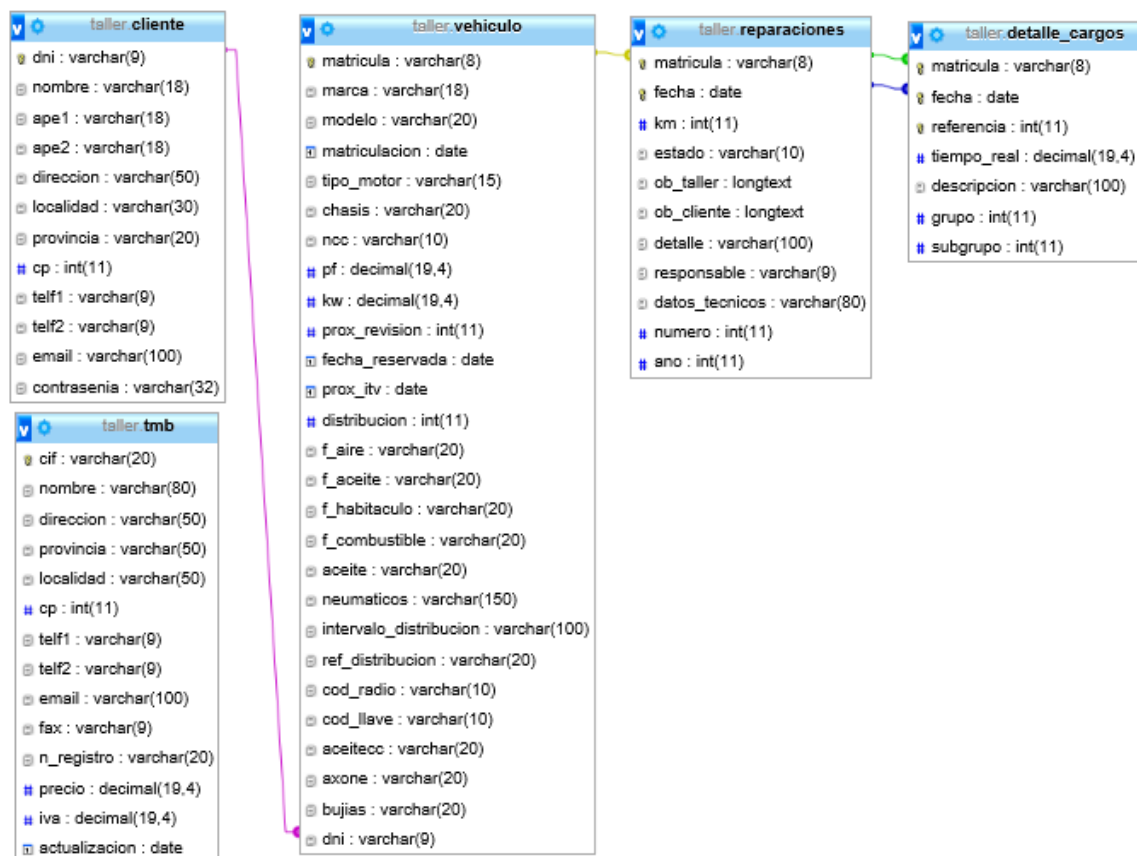 taller.cliente
dni : varchar(9)
nombre : varchar(18)
ape1 : varchar(18)
ape2 : varchar(18)
direccion : varchar(50)
localidad : varchar(30)
provincia : varchar(20)
cp : int(11)
telf1 : varchar(9)
telf2 : varchar(9)
email : varchar(100)
contrasenia : varchar(32)
taller.tmb
cif : varchar(20)
nombre : varchar(80)
direccion : varchar(50)
provincia : varchar(50)
localidad : varchar(50)
cp : int(11)
telf1 : varchar(9)
telf2 : varchar(9)
email : varchar(100)
fax : varchar(9)
n_registro : varchar(20)
precio : decimal(19,4)
iva : decimal(19,4)
actualizacion : date
taller.vehiculo
matricula : varchar(8)
marca : varchar(18)
modelo : varchar(20)
matriculacion : date
tipo_motor : varchar(15)
chasis : varchar(20)
ncc : varchar(10)
pf : decimal(19,4)
kw : decimal(19,4)
prox_revision : int(11)
fecha_reservada : date
prox_itv : date
distribucion : int(11)
f_aire : varchar(20)
f_aceite : varchar(20)
f_habitaculo : varchar(20)
f_combustible : varchar(20)
aceite : varchar(20)
neumaticos : varchar(150)
intervalo_distribucion : varchar(100)
ref_distribucion : varchar(20)
cod_radio : varchar(10)
cod_llave : varchar(10)
aceitecc : varchar(20)
axone : varchar(20)
bujias : varchar(20)
dni : varchar(9)
taller.reparaciones
matricula : varchar(8)
fecha : date
km : int(11)
estado : varchar(10)
ob_taller : longtext
ob_cliente : longtext
detalle : varchar(100)
responsable : varchar(9)
datos_tecnicos : varchar(80)
numero : int(11)
ano : int(11)
taller.detalle_cargos
matricula : varchar(8)
fecha : date
referencia : int(11)
tiempo_real : decimal(19,4)
descripcion : varchar(100)
grupo : int(11)
subgrupo : int(11)